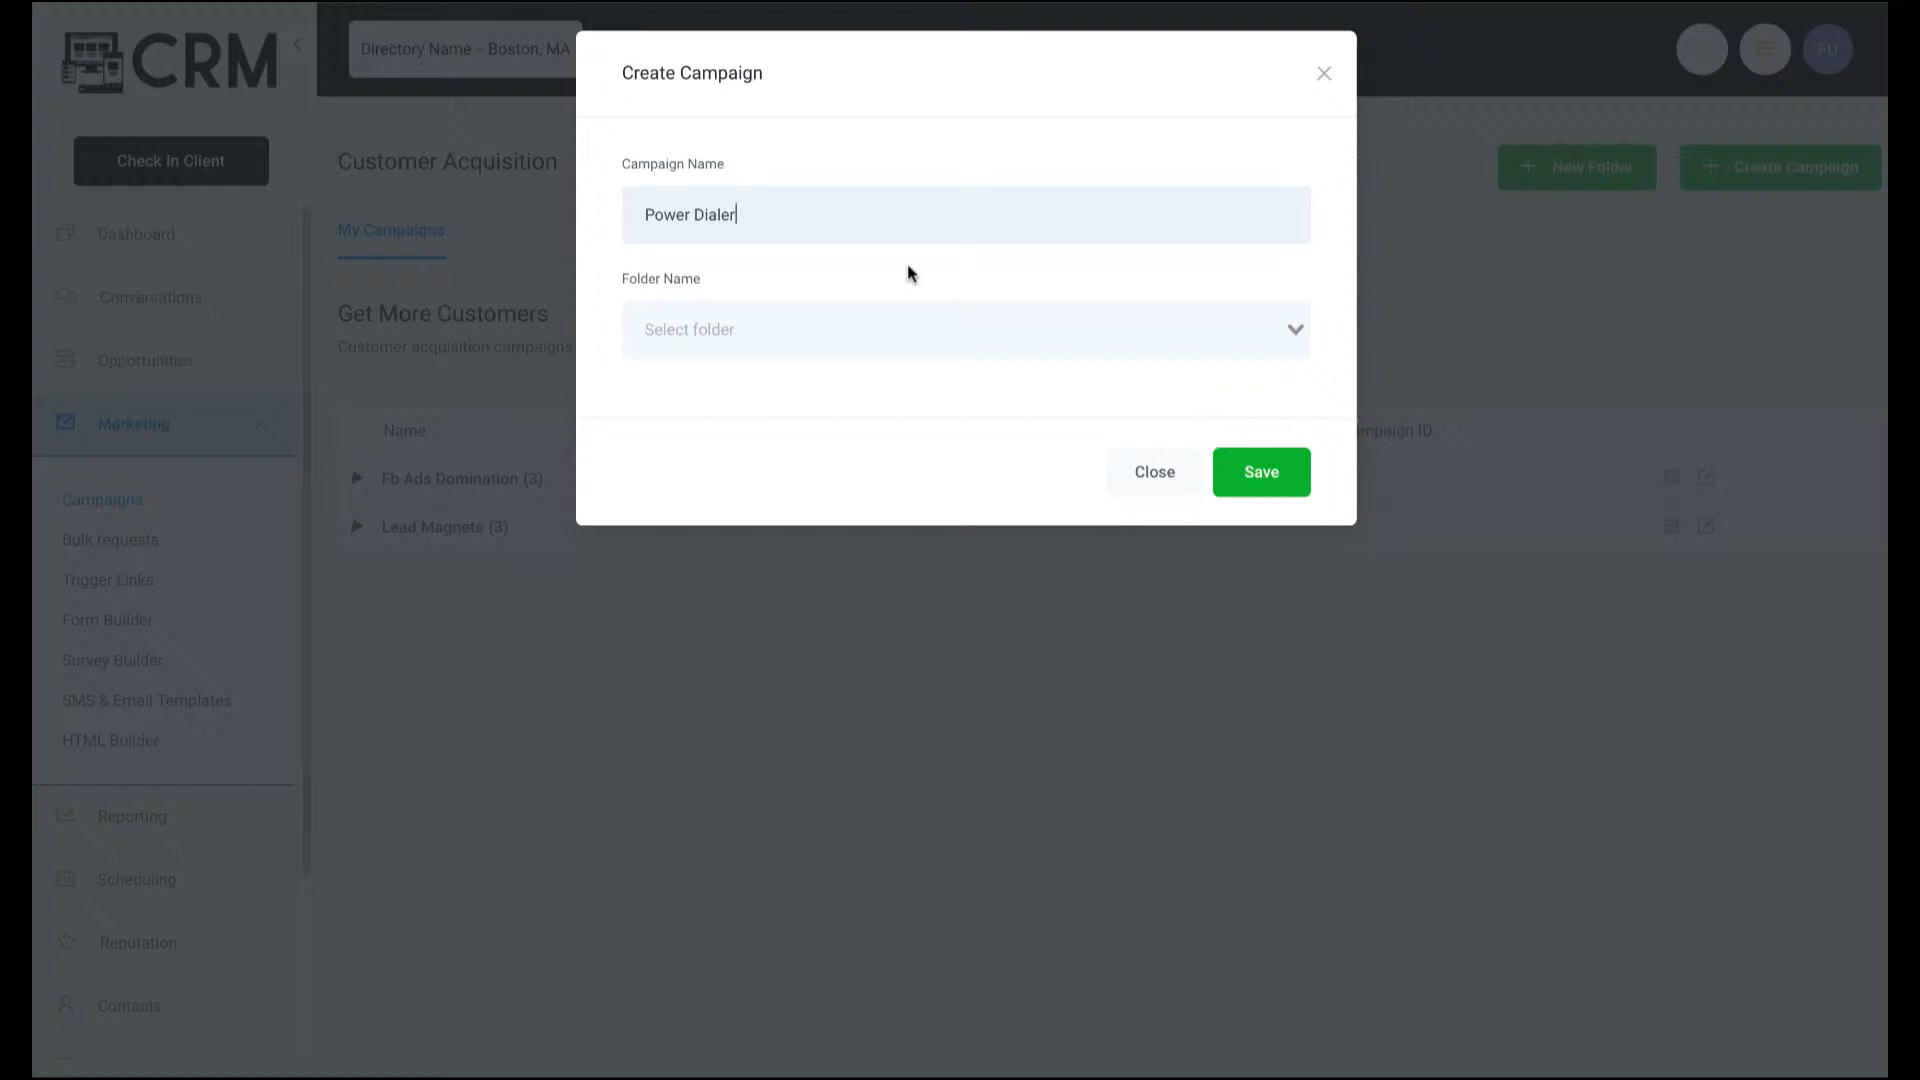 CRM
Directory Name - Boston, MA
FU
Create Campaign
Check In Client
Customer Acquisition
New Folder
Create Campaign
Campaign Name
Power Dialer
Dashboard
My Campaigns
Folder Name
Conversations
Get More Customers
Select folder
Customer acquisition campaigns
Opportunities
Marketing
Name
mpaign ID
Close
Save
Fb Ads Domination (3)
Campaigns
Lead Magnets (3)
Bulk requests
Trigger Links
Form Builder
Survey Builder
SMS & Email Templates
HTML Builder
Reporting
Scheduling
Reputation
Contacts